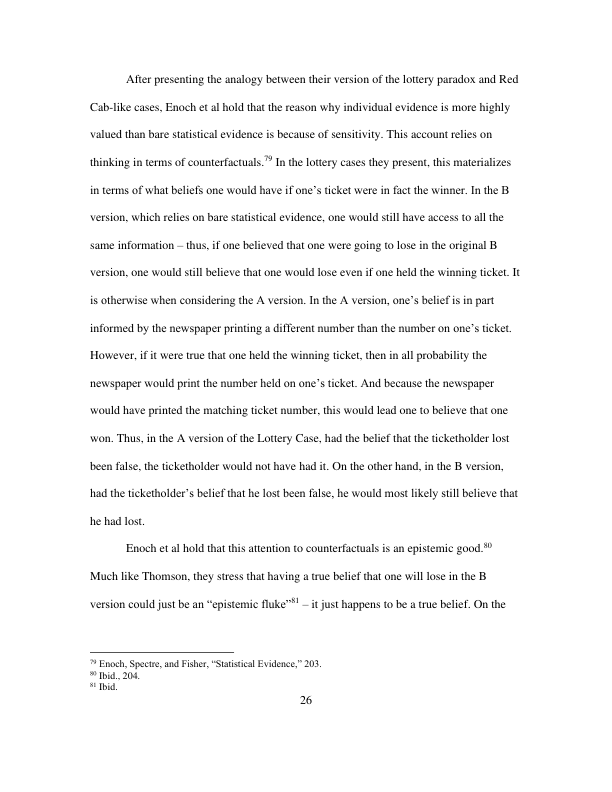 After presenting the analogy between their version of the lottery paradox and Red
Cab-like cases, Enoch et al hold that the reason why individual evidence is more highly
valued than bare statistical evidence is because of sensitivity. This account relies on
thinking in terms of counterfactuals.79 In the lottery cases they present, this materializes
in terms of what beliefs one would have if one’s ticket were in fact the winner. In the B
version, which relies on bare statistical evidence, one would still have access to all the
same information – thus, if one believed that one were going to lose in the original B
version, one would still believe that one would lose even if one held the winning ticket. It
is otherwise when considering the A version. In the A version, one’s belief is in part
informed by the newspaper printing a different number than the number on one’s ticket.
However, if it were true that one held the winning ticket, then in all probability the
newspaper would print the number held on one’s ticket. And because the newspaper
would have printed the matching ticket number, this would lead one to believe that one
won. Thus, in the A version of the Lottery Case, had the belief that the ticketholder lost
been false, the ticketholder would not have had it. On the other hand, in the B version,
had the ticketholder’s belief that he lost been false, he would most likely still believe that
he had lost.
Enoch et al hold that this attention to counterfactuals is an epistemic good.80
Much like Thomson, they stress that having a true belief that one will lose in the B
version could just be an “epistemic fluke”81 – it just happens to be a true belief. On the
79 Enoch, Spectre, and Fisher, “Statistical Evidence,” 203.
80 Ibid., 204.
81 Ibid.
26